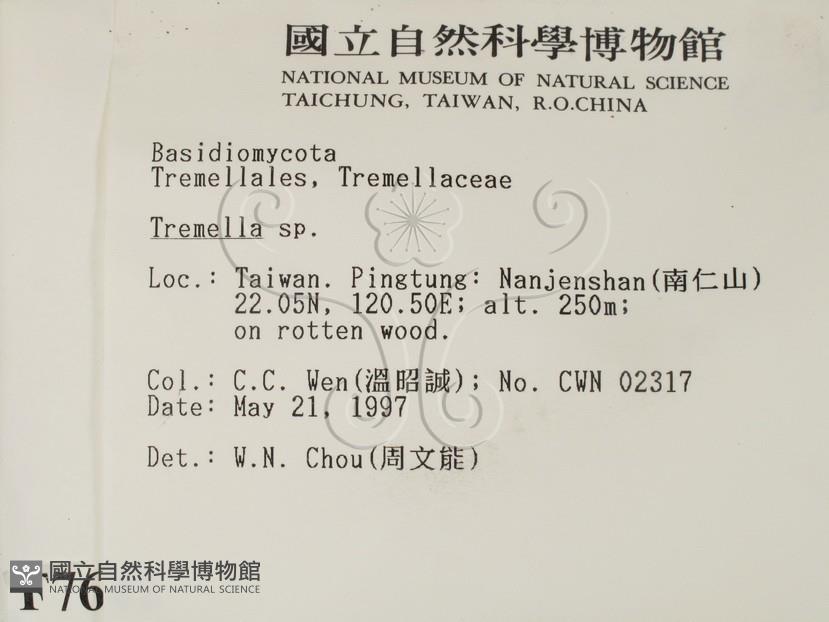 國立自然科學博物館
NATIONAL MUSEUM OF NATURAL SCIENCE
TAICHUNG, TAIWAN, R.O.CHINA
Basidiomycota
Tremellales, Tremellaceae
Tremella sp.
Loc.: Taiwan. Pingtung: Nanjenshan(南仁山)
22.05N, 120.50E; alt. 250m;
on rotten wood.
Col.: C.C. Wen(溫昭誠); No. CWN 02317
Date: May 21, 1997
Det.: W.N. Chou(周文能)
國立自然科學博物館
NATIONAL MUSEUM OF NATURAL SCIENCE
76